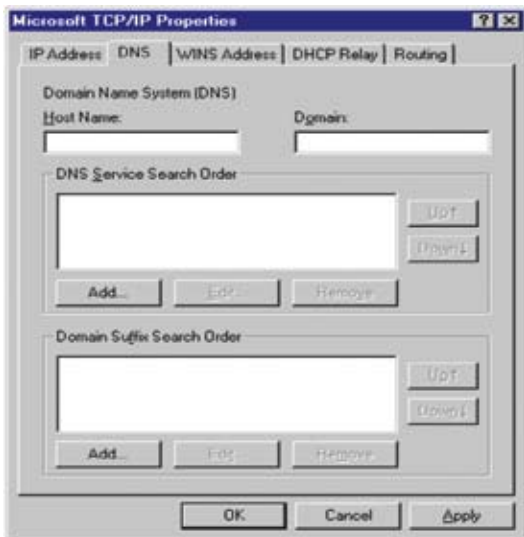 Microsoft TCP/IP Properties
IP Address DNS WINS Address DHCP Relay Routing
Domain Name System (DNS)
Host Name: Domain:
DNS Service Search Order
Up↑
Down↓
Add... Edit... Remove
Domain Suffix Search Order
Up↑
Down↓
Add... Edit... Remove
OK Cancel Apply